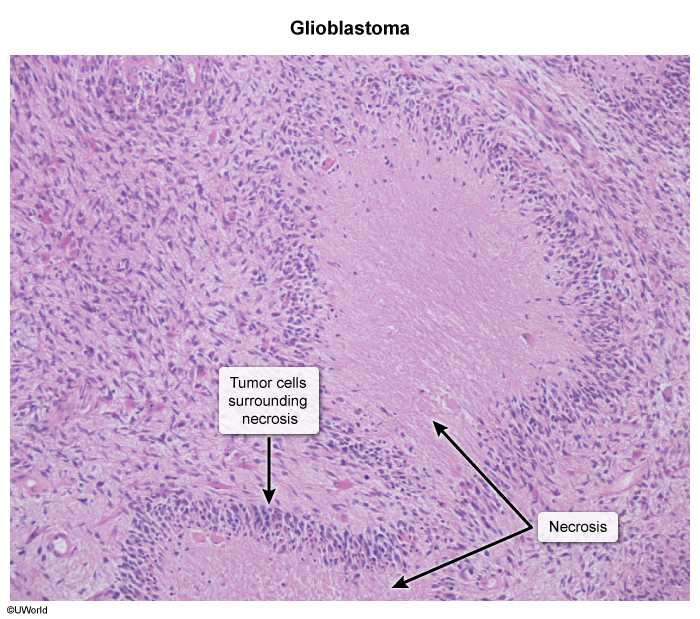 Glioblastoma
Tumor cells
surrounding
necrosis
Necrosis
©UWorld